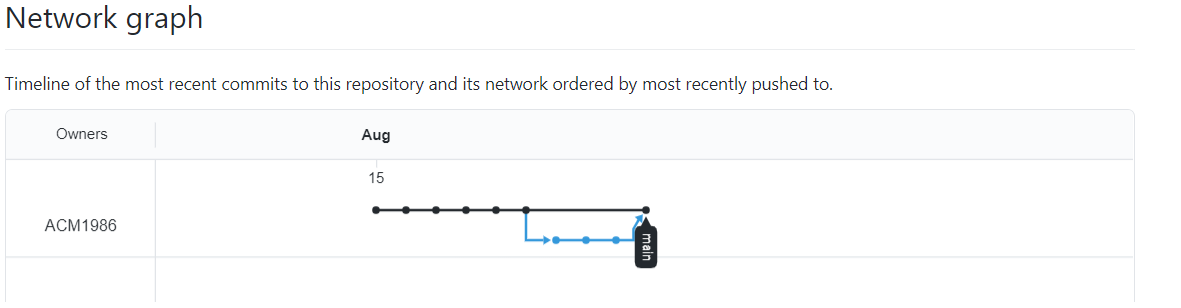 Network graph
Timeline of the most recent commits to this repository and its network ordered by most recently pushed to.
Owners
Aug
15
ACM1986
main